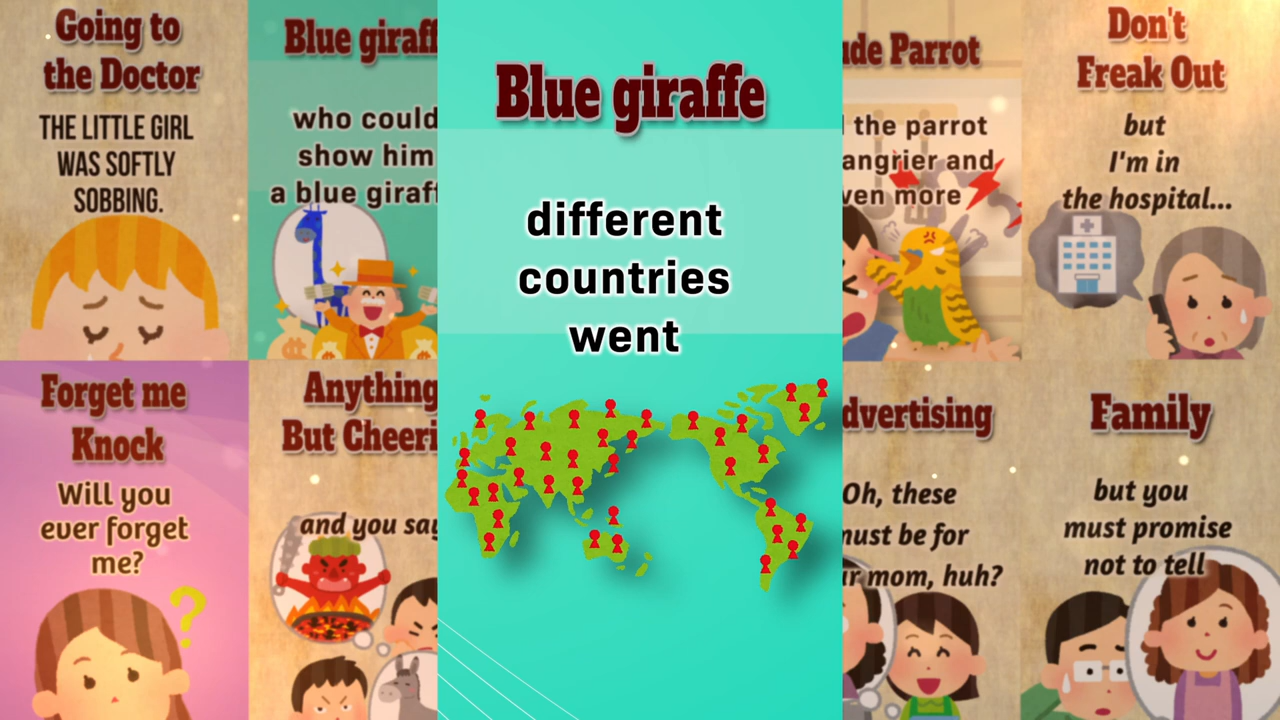 Going to
the Doctor
THE LITTLE GIRL
WAS SOFTLY
SOBBING.
Blue giraff
who could
show him
a blue giraff
Blue giraffe
different
countries
went
ude Parrot
the parrot
angrier and
ven more
Don't
Freak Out
but
I'm in
the hospital...
Forget me
Knock
Will you
ever forget
me?
Anything
But Cheeri
and you say
dvertising
Oh, these
must be for
ur mom, huh?
Family
but you
must promise
not to tell